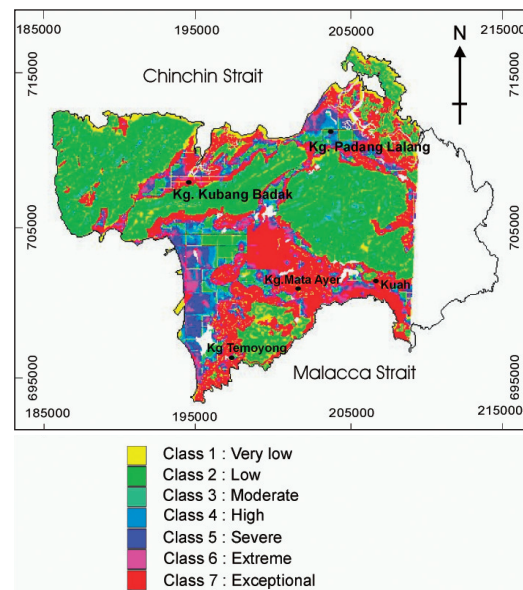 185000 195000 205000 215000
N
715000 715000
Chinchin Strait
Kg. Padang Lalang
Kg. Kubang Badak
705000 705000
Kg.Mata Ayer
Kuah
Kg Temoyong
Malacca Strait
695000 695000
185000 195000 205000 215000
Class 1 : Very low
Class 2 : Low
Class 3 : Moderate
Class 4 : High
Class 5 : Severe
Class 6 : Extreme
Class 7 : Exceptional